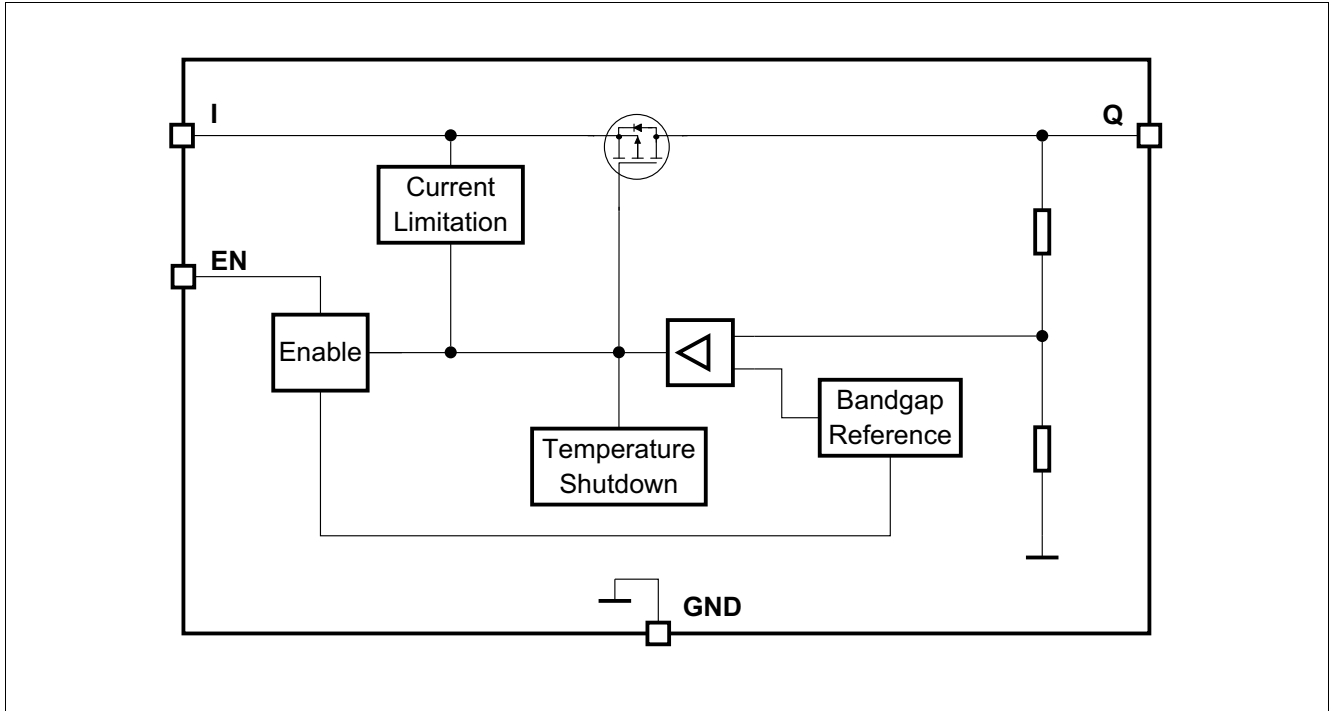 I
Q
Current
Limitation
EN
Enable
Bandgap
Reference
Temperature
Shutdown
GND